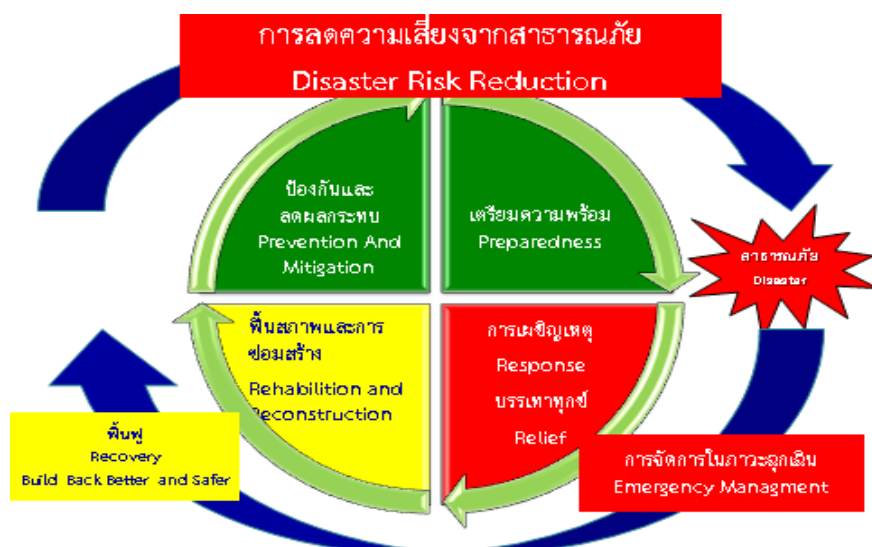 การลดความเสี่ยงจากสาธารณภัย
Disaster Risk Reduction
ป้องกันและ
ลดผลกระทบ
Prevention And
Mitigation
เตรียมความพร้อม
Preparedness
สาธารณภัย
Disaster
ฟื้นสภาพและการ
ซ่อมสร้าง
Rehabilition and
Reconstruction
การเผชิญเหตุ
Response
บรรเทาทุกข์
Relief
ฟื้นฟู
Recovery
Build Back Better and Safer
การจัดการในภาวะฉุกเฉิน
Emergency Managment